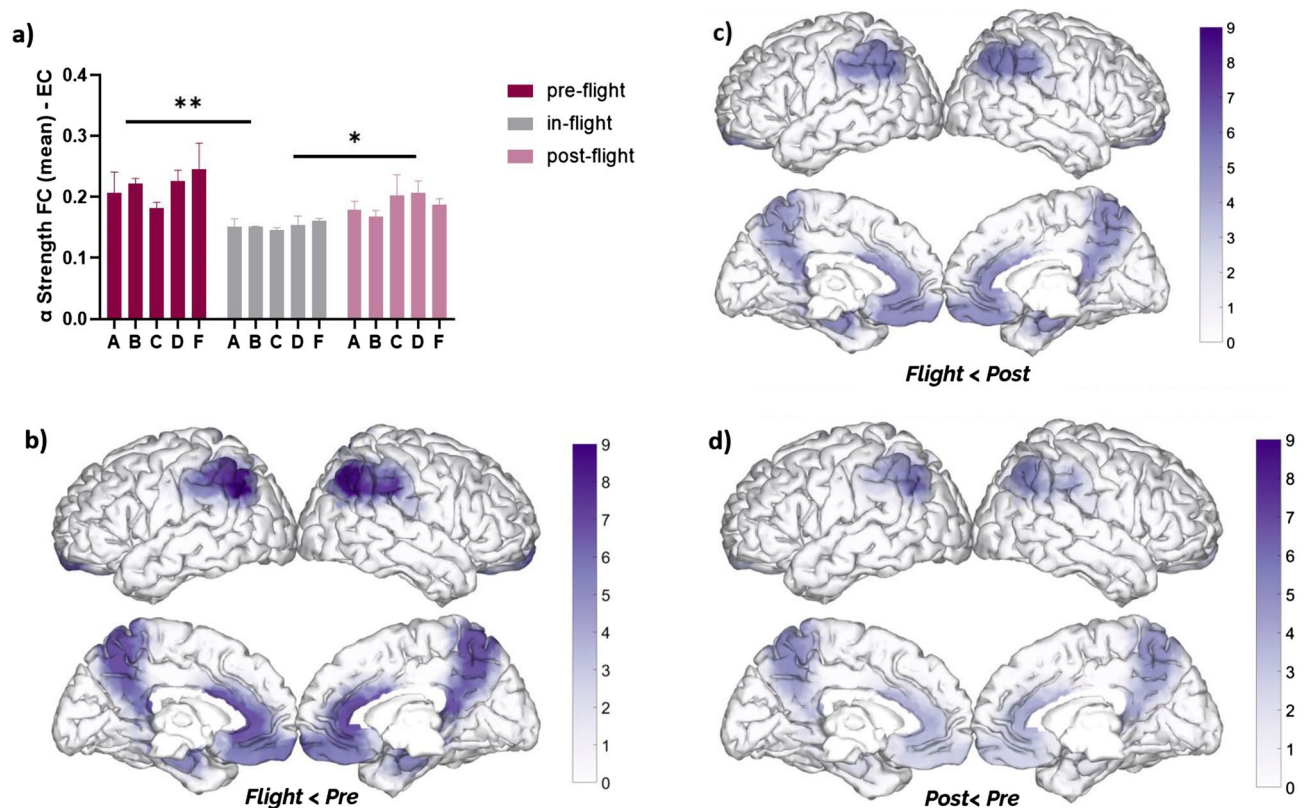 a)
α Strength FC (mean) - EC
0.4
0.3
0.2
0.1
0.0
**
*
A B C D F
A B C D F
A B C D F
pre-flight
in-flight
post-flight
c)
9
8
7
6
5
4
3
2
1
0
Flight < Post
b)
9
8
7
6
5
4
3
2
1
0
Flight < Pre
d)
9
8
7
6
5
4
3
2
1
0
Post< Pre